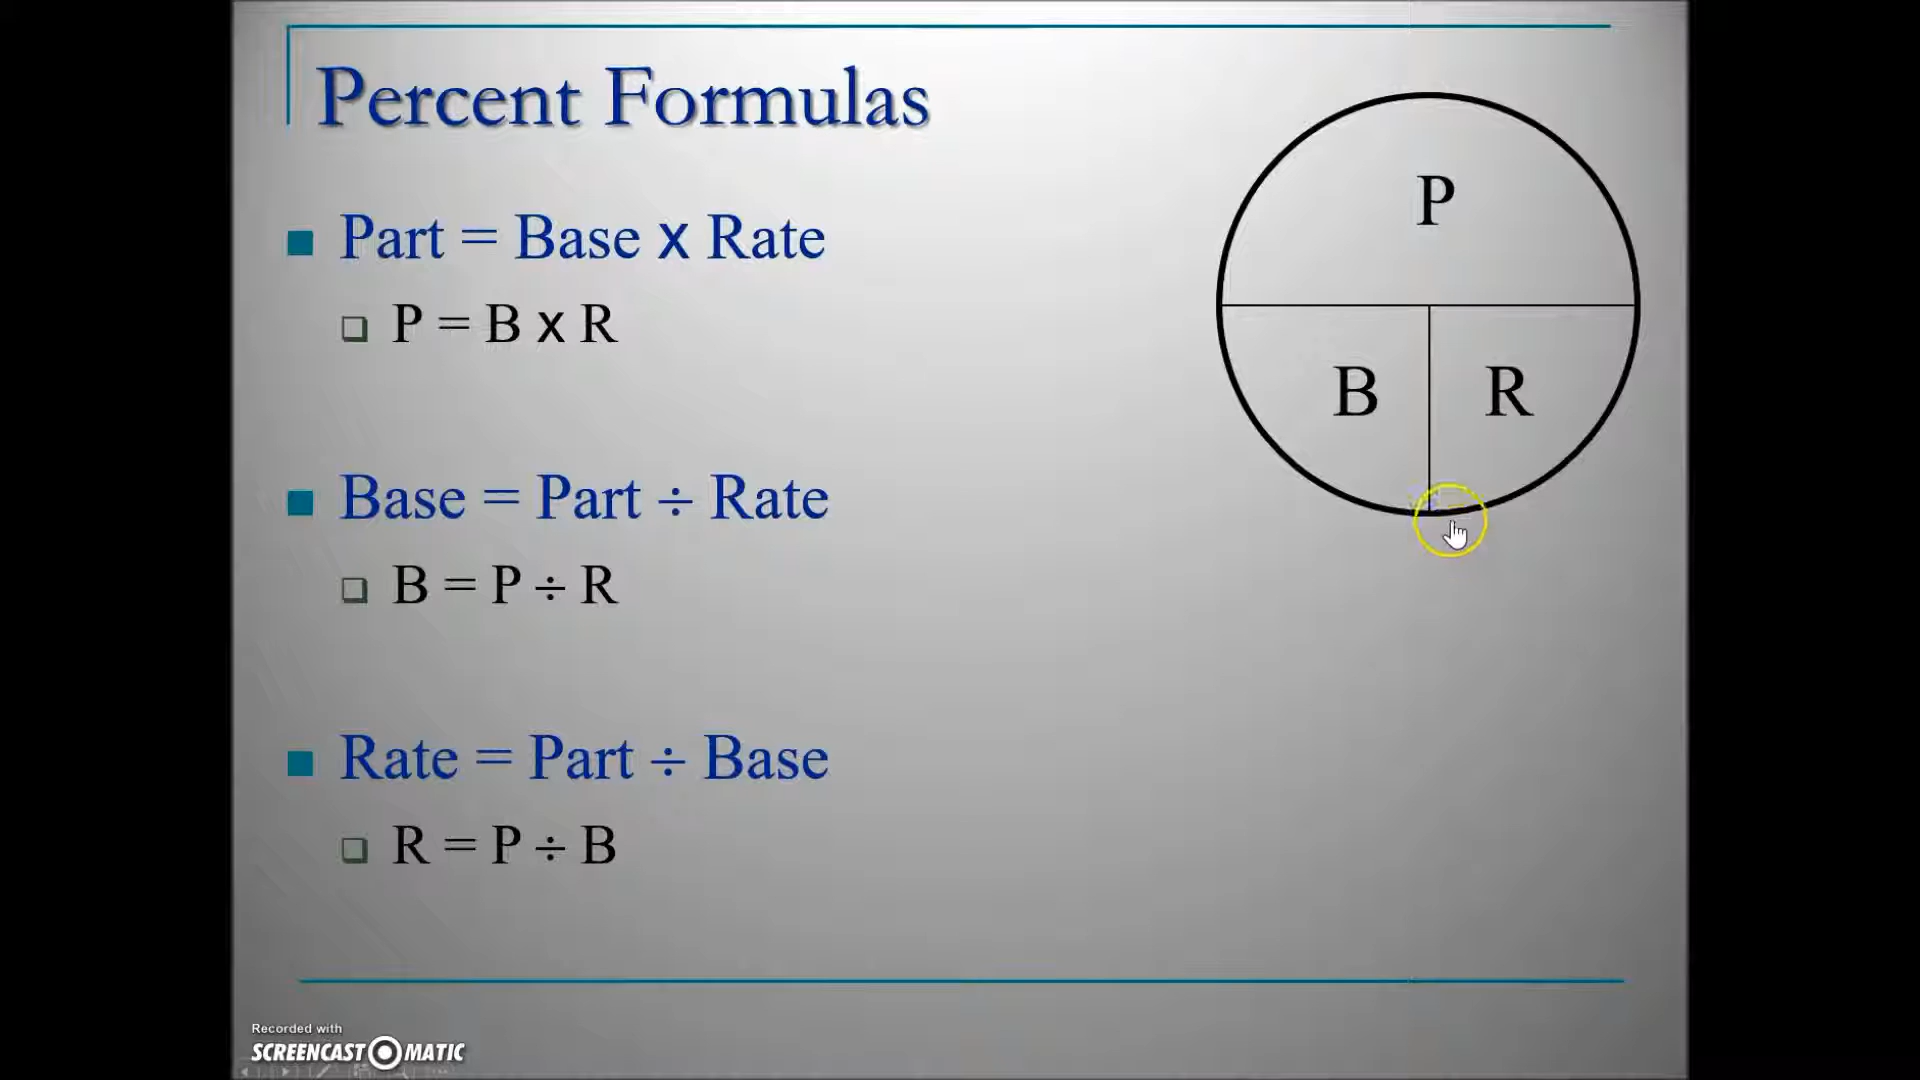 Percent Formulas
Part = Base x Rate
P = B x R
Base = Part ÷ Rate
B = P ÷ R
Rate = Part ÷ Base
R = P ÷ B
P
B R
Recorded with
SCREENCAST MATIC